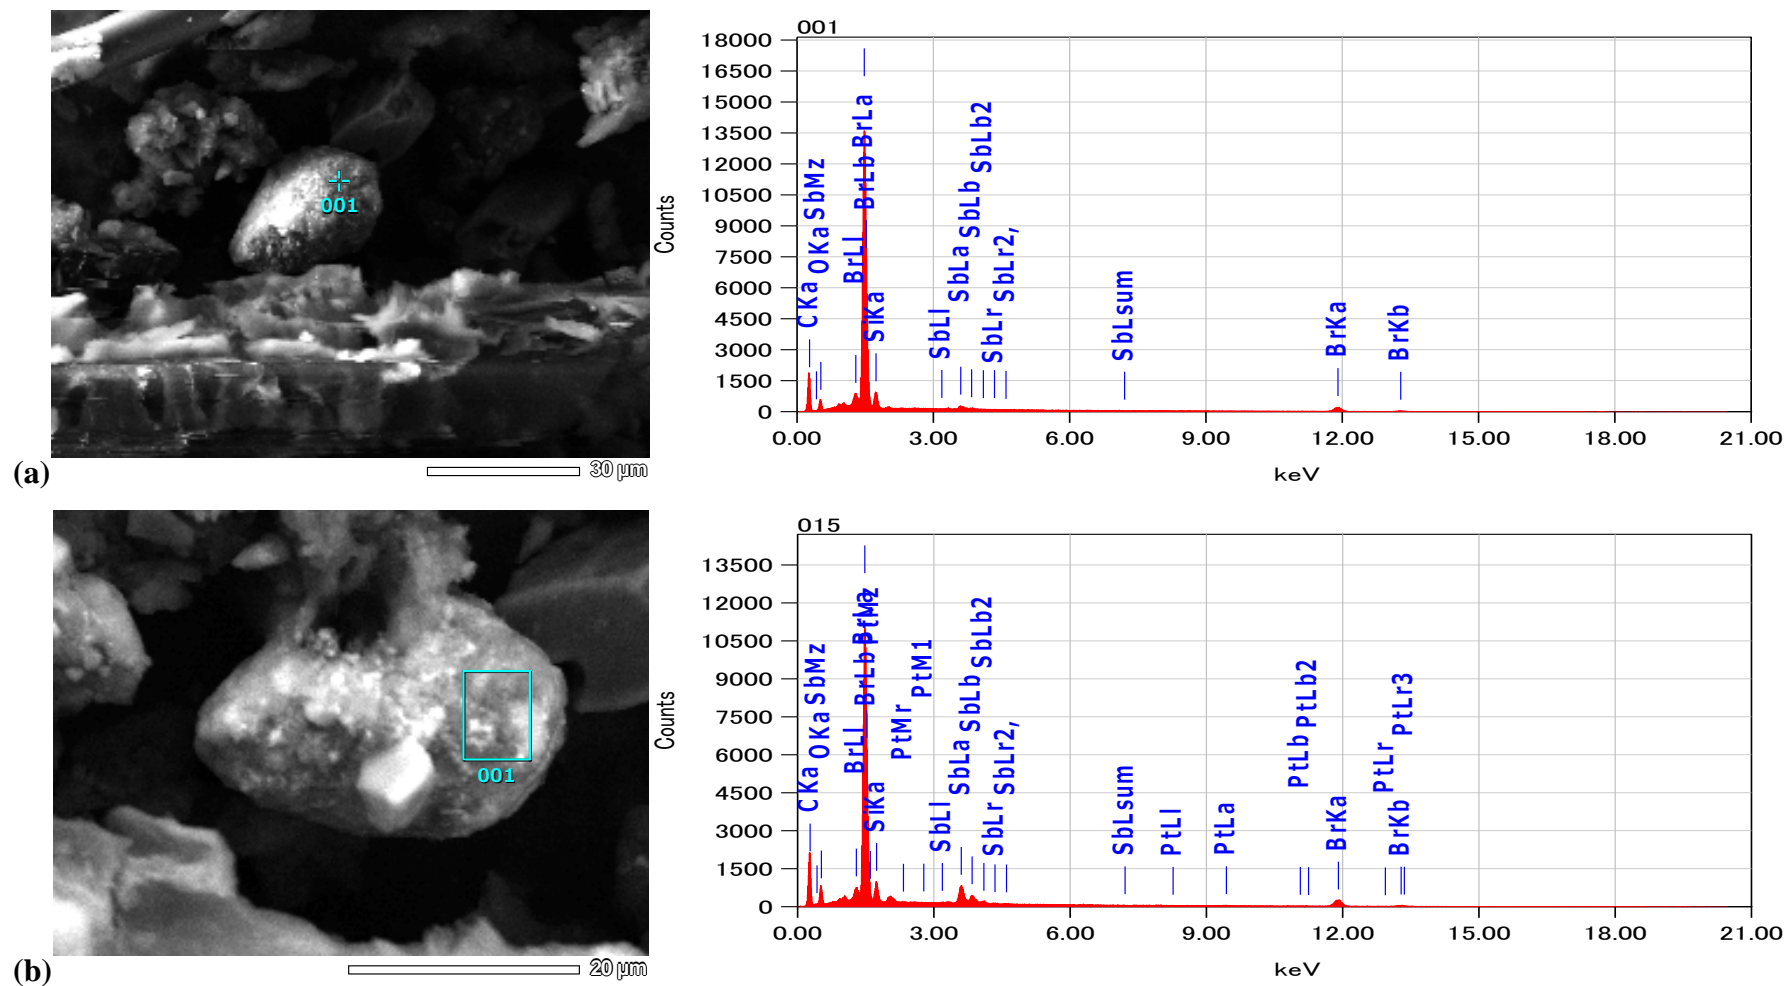 001
001
18000
16500
15000
13500
12000
10500
9000
7500
6000
4500
3000
1500
0
Counts
CKa OKa SbMz
BrLl BrLb BrLa
SiKa
SbLl SbLa SbLb SbLb2
SbLr SbLr2,
SbLsum
BrKa
BrKb
0.00 3.00 6.00 9.00 12.00 15.00 18.00 21.00
keV
(a)
30 µm
001
015
13500
12000
10500
9000
7500
6000
4500
3000
1500
0
Counts
CKa OKa SbMz
BrLl BrLb BrLa PtMz
SiKa
PtMr PtM1
SbLl SbLa SbLb SbLb2
SbLr SbLr2,
SbLsum
PtLl
PtLa
PtLb PtLb2
BrKa
PtLr PtLr3
BrKb
0.00 3.00 6.00 9.00 12.00 15.00 18.00 21.00
keV
(b)
20 µm